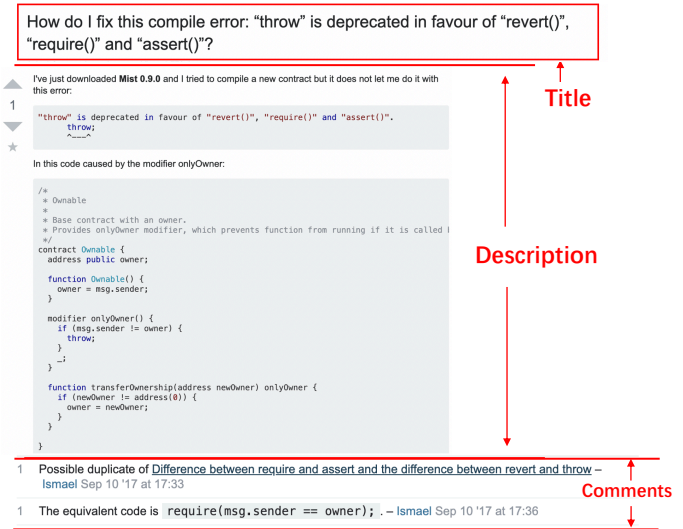 How do I fix this compile error: “throw” is deprecated in favour of “revert()”,
“require()” and “assert()”?
Title
I've just downloaded Mist 0.9.0 and I tried to compile a new contract but it does not let me do it with
this error:
1
"throw" is deprecated in favour of "revert()", "require()" and "assert()".
throw;
^---^
In this code caused by the modifier onlyOwner:
/*
* Ownable
*
* Base contract with an owner.
* Provides onlyOwner modifier, which prevents function from running if it is called
*/
contract Ownable {
address public owner;
function Ownable() {
owner = msg.sender;
}
modifier onlyOwner() {
if (msg.sender != owner) {
throw;
}
_;
}
function transferOwnership(address newOwner) onlyOwner {
if (newOwner != address(0)) {
owner = newOwner;
}
}
}
Description
1 Possible duplicate of Difference between require and assert and the difference between revert and throw –
Ismael Sep 10 '17 at 17:33
Comments
1 The equivalent code is require(msg.sender == owner); . – Ismael Sep 10 '17 at 17:36